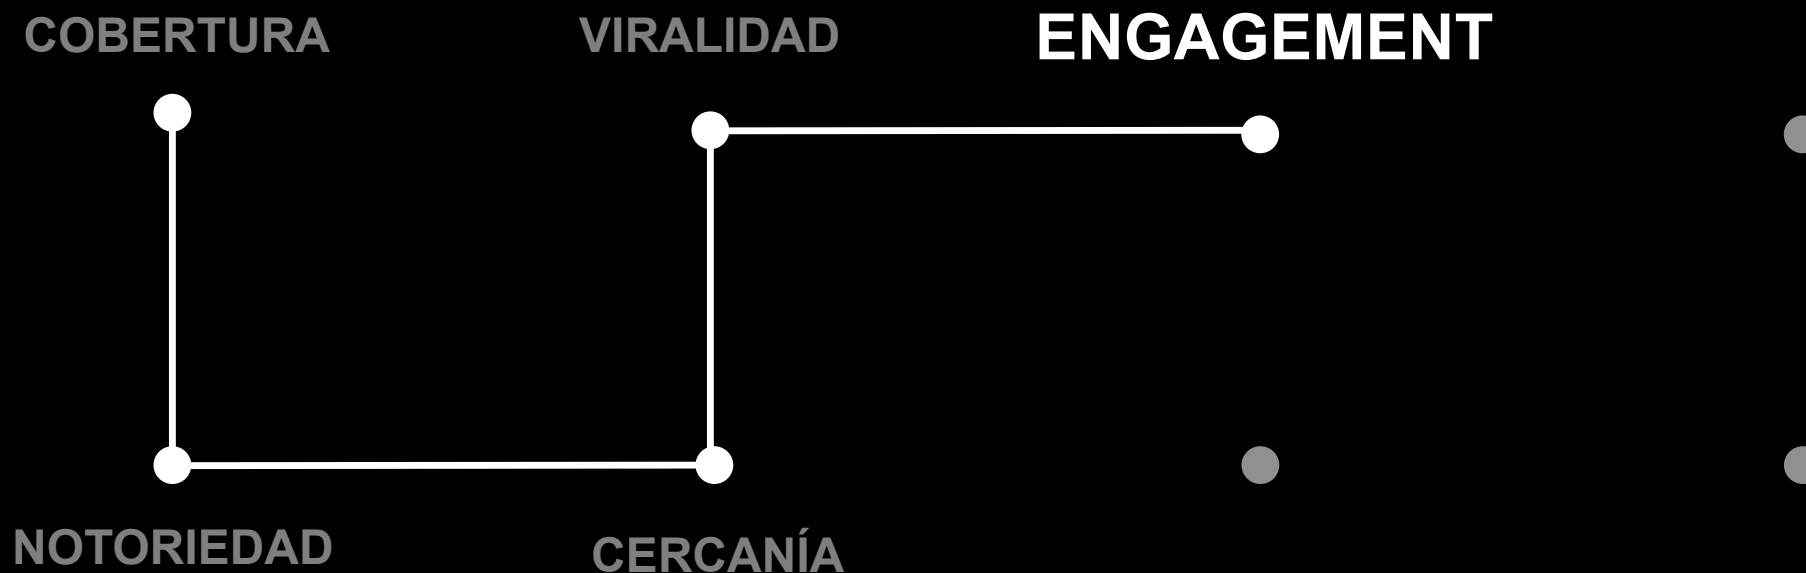 COBERTURA
VIRALIDAD
ENGAGEMENT
NOTORIEDAD
CERCANÍA